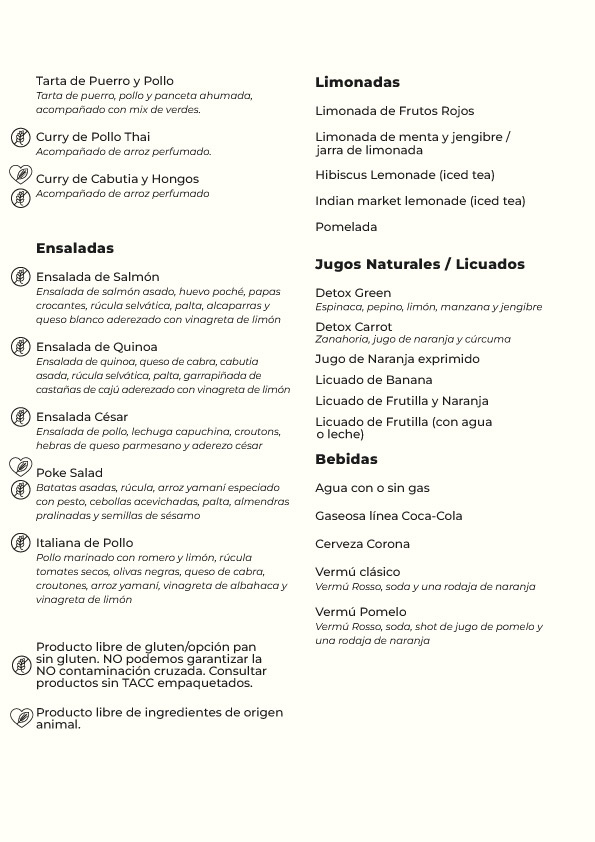 Tarta de Puerro y Pollo
Tarta de puerro, pollo y panceta ahumada,
acompañado con mix de verdes.
Curry de Pollo Thai
Acompañado de arroz perfumado.
Curry de Cabutia y Hongos
Acompañado de arroz perfumado
Ensaladas
Ensalada de Salmón
Ensalada de salmón asado, huevo poché, papas
crocantes, rúcula selvática, palta, alcaparras y
queso blanco aderezado con vinagreta de limón
Ensalada de Quinoa
Ensalada de quinoa, queso de cabra, cabutia
asada, rúcula selvática, palta, garrapiñada de
castañas de cajú aderezado con vinagreta de limón
Ensalada César
Ensalada de pollo, lechuga capuchina, croutons,
hebras de queso parmesano y aderezo césar
Poke Salad
Batatas asadas, rúcula, arroz yamaní especiado
con pesto, cebollas acevichadas, palta, almendras
pralinadas y semillas de sésamo
Italiana de Pollo
Pollo marinado con romero y limón, rúcula
tomates secos, olivas negras, queso de cabra,
croutones, arroz yamaní, vinagreta de albahaca y
vinagreta de limón
Producto libre de gluten/opción pan
sin gluten. NO podemos garantizar la
NO contaminación cruzada. Consultar
productos sin TACC empaquetados.
Producto libre de ingredientes de origen
animal.
Limonadas
Limonada de Frutos Rojos
Limonada de menta y jengibre /
jarra de limonada
Hibiscus Lemonade (iced tea)
Indian market lemonade (iced tea)
Pomelada
Jugos Naturales / Licuados
Detox Green
Espinaca, pepino, limón, manzana y jengibre
Detox Carrot
Zanahoria, jugo de naranja y cúrcuma
Jugo de Naranja exprimido
Licuado de Banana
Licuado de Frutilla y Naranja
Licuado de Frutilla (con agua
o leche)
Bebidas
Agua con o sin gas
Gaseosa línea Coca-Cola
Cerveza Corona
Vermú clásico
Vermú Rosso, soda y una rodaja de naranja
Vermú Pomelo
Vermú Rosso, soda, shot de jugo de pomelo y
una rodaja de naranja